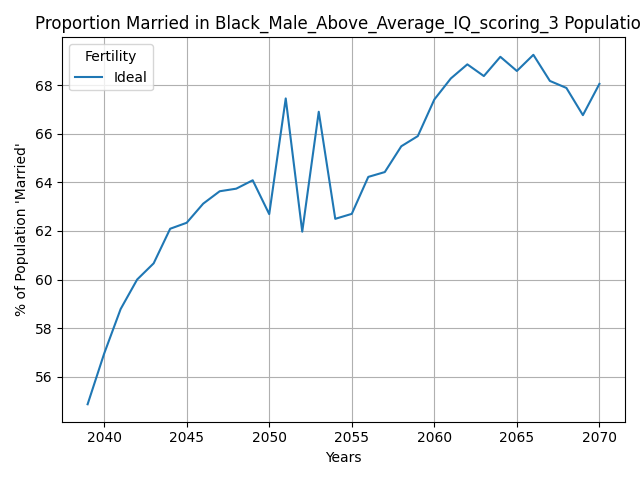 Proportion Married in Black_Male_Above_Average_IQ_scoring_3 Populatio
Fertility
Ideal
% of Population 'Married'
68
66
64
62
60
58
56
2040 2045 2050 2055 2060 2065 2070
Years